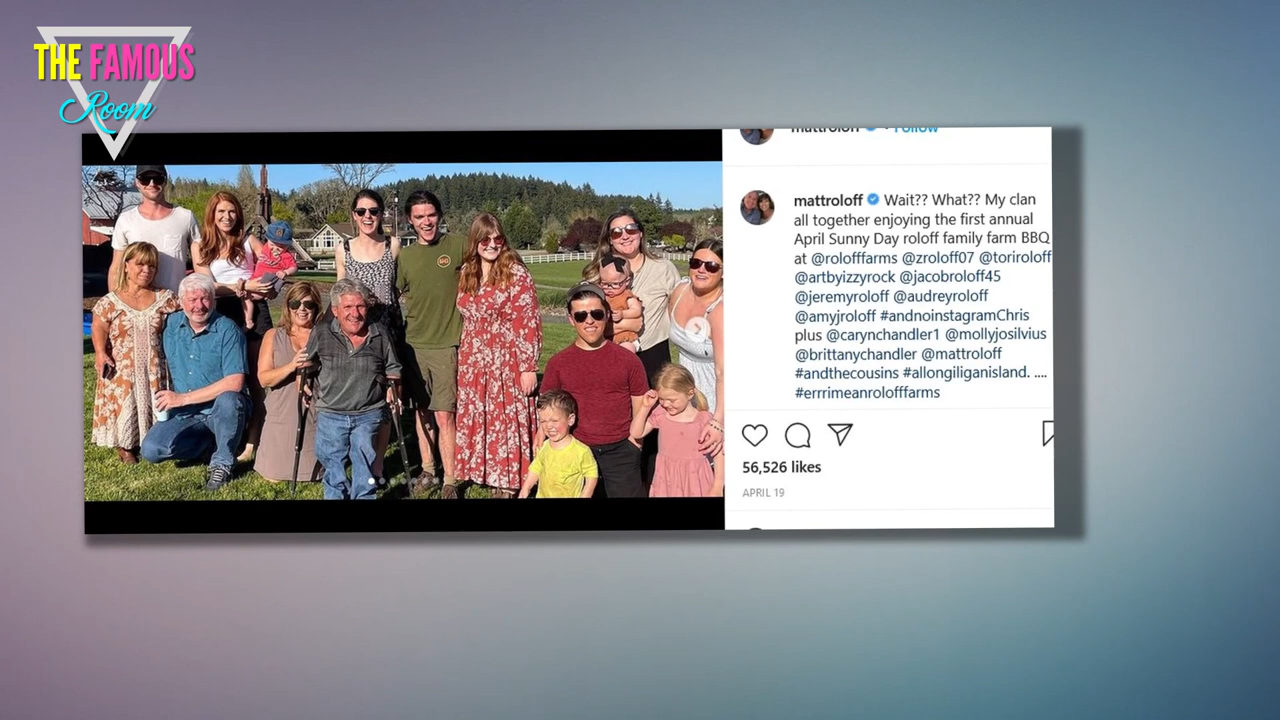 THE FAMOUS
Room
mattroloff • Follow
mattroloff Wait?? What?? My clan
all together enjoying the first annual
April Sunny Day roloff family farm BBQ
at @rolofffarms @zroloff07 @toriroloff
@artbyizzyrock @jacobroloff45
@jeremyroloff @audreyroloff
@amyjroloff #andnoinstagramChris
plus @carynchandler1 @mollyjosilvius
@brittanychandler @mattroloff
#andthecousins #allongiliganisland. ....
#errrimeanrolofffarms
56,526 likes
APRIL 19